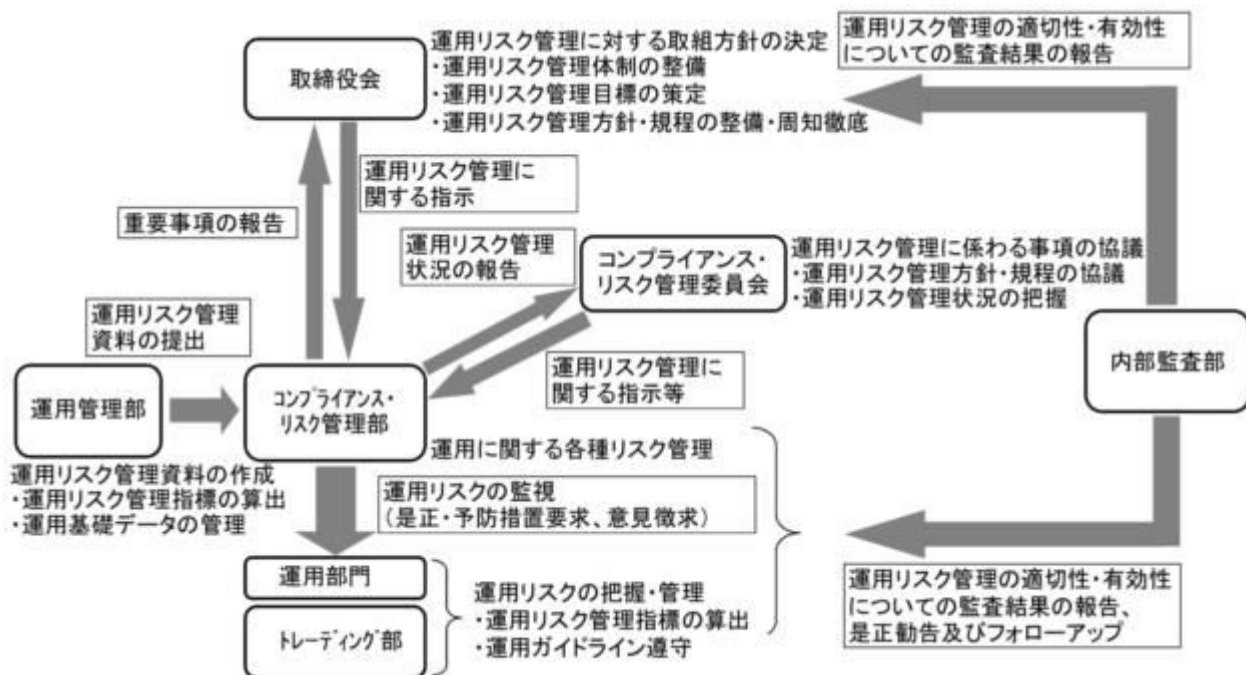 取締役会
運用リスク管理に対する取組方針の決定
・運用リスク管理体制の整備
・運用リスク管理目標の策定
・運用リスク管理方針・規程の整備・周知徹底
運用リスク管理の適切性・有効性
についての監査結果の報告
運用リスク管理に
関する指示
重要事項の報告
運用リスク管理
状況の報告
コンプライアンス・
リスク管理委員会
運用リスク管理に係わる事項の協議
・運用リスク管理方針・規程の協議
・運用リスク管理状況の把握
運用リスク管理
資料の提出
運用リスク管理に
関する指示等
内部監査部
運用管理部
コンプライアンス・
リスク管理部
運用に関する各種リスク管理
運用リスク管理資料の作成
・運用リスク管理指標の算出
・運用基礎データの管理
運用リスクの監視
（是正・予防措置要求、意見徴求）
運用部門
トレーディング部
運用リスクの把握・管理
・運用リスク管理指標の算出
・運用ガイドライン遵守
運用リスク管理の適切性・有効性
についての監査結果の報告、
是正勧告及びフォローアップ